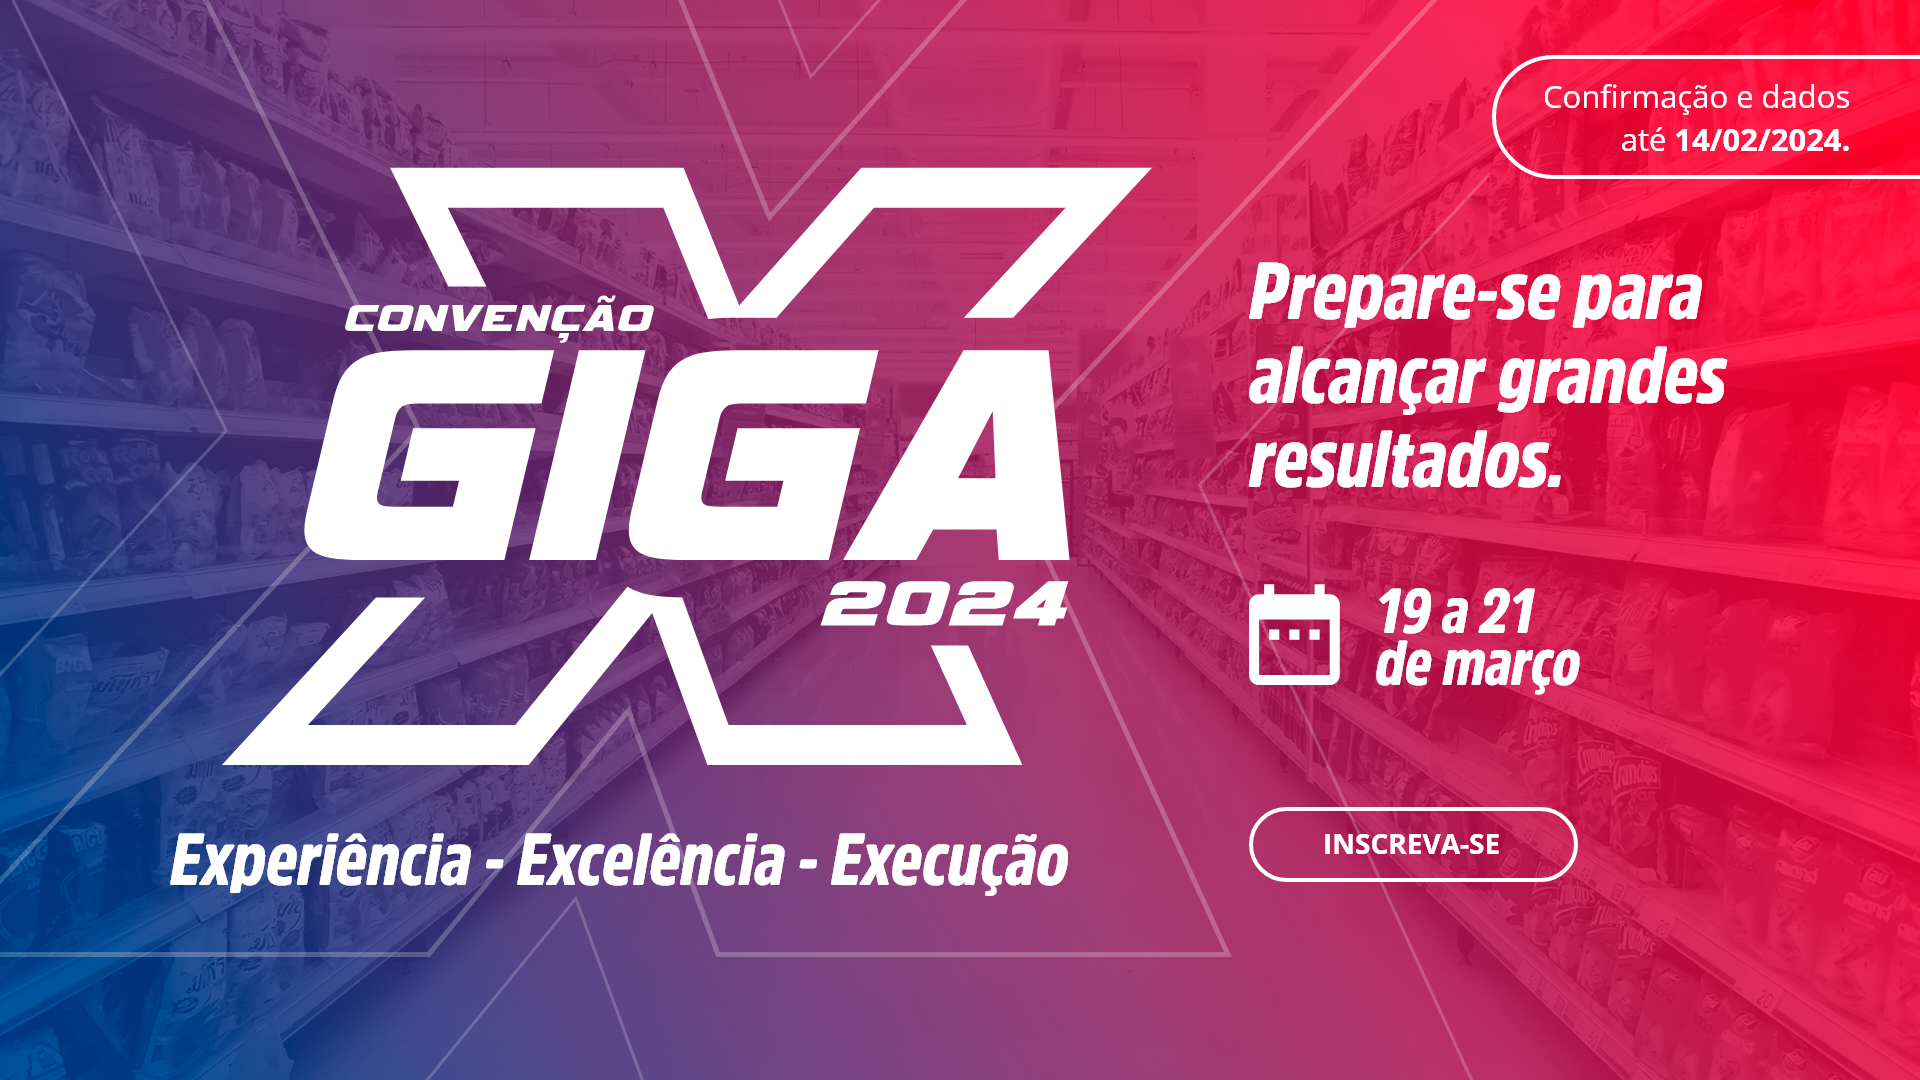 Confirmação e dados
até 14/02/2024.
CONVENÇÃO
GIGA
2024
Experiência - Excelência - Execução
Prepare-se para
alcançar grandes
resultados.
19 a 21
de março
INSCREVA-SE